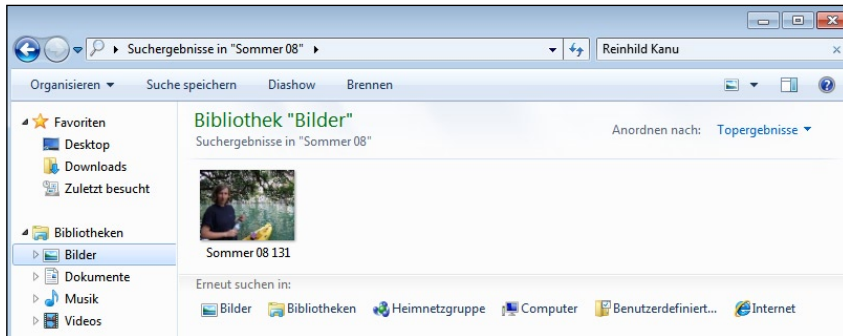 Suchergebnisse in "Sommer 08"
Reinhild Kanu
Organisieren
Suche speichern
Diashow
Brennen
Favoriten
Desktop
Downloads
Zuletzt besucht
Bibliotheken
Bilder
Dokumente
Musik
Videos
Bibliothek "Bilder"
Suchergebnisse in "Sommer 08"
Anordnen nach: Topergebnisse
Sommer 08 131
Erneut suchen in:
Bilder Bibliotheken Heimnetzgruppe Computer Benutzerdefiniert... Internet